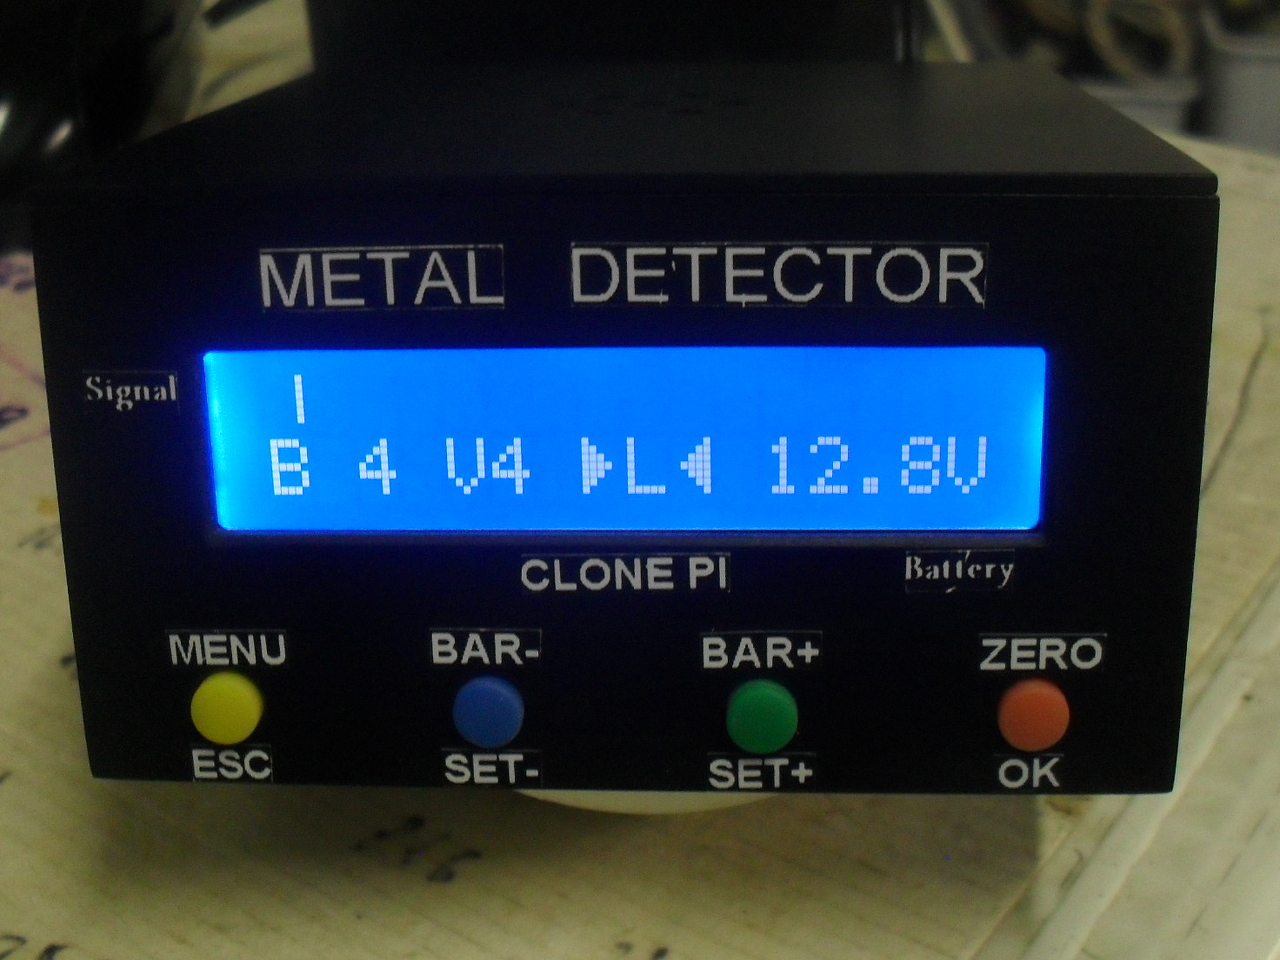 METAL DETECTOR
Signal
B 4 V4 ▶L◀ 12.8V
CLONE PI
Battery
MENU BAR- BAR+ ZERO
ESC SET- SET+ OK